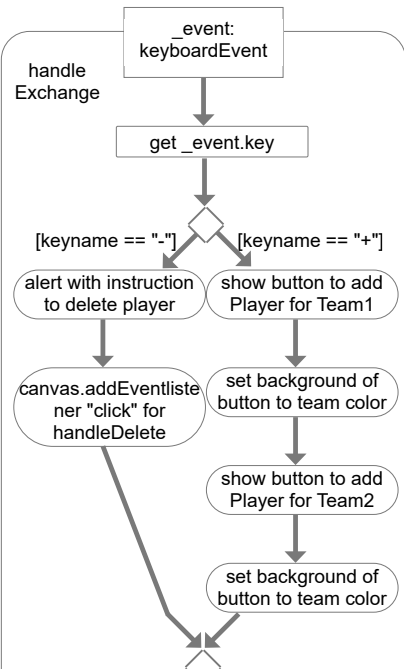 _event:
keyboardEvent
handle
Exchange
get _event.key
[keyname == "-"]
[keyname == "+"]
alert with instruction
to delete player
show button to add
Player for Team1
canvas.addEventliste
ner "click" for
handleDelete
set background of
button to team color
show button to add
Player for Team2
set background of
button to team color